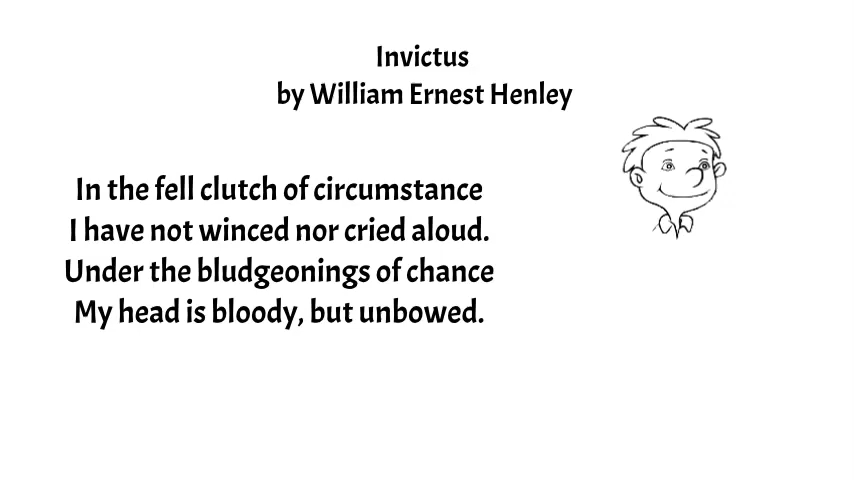 Invictus
by William Ernest Henley
In the fell clutch of circumstance
I have not winced nor cried aloud.
Under the bludgeonings of chance
My head is bloody, but unbowed.